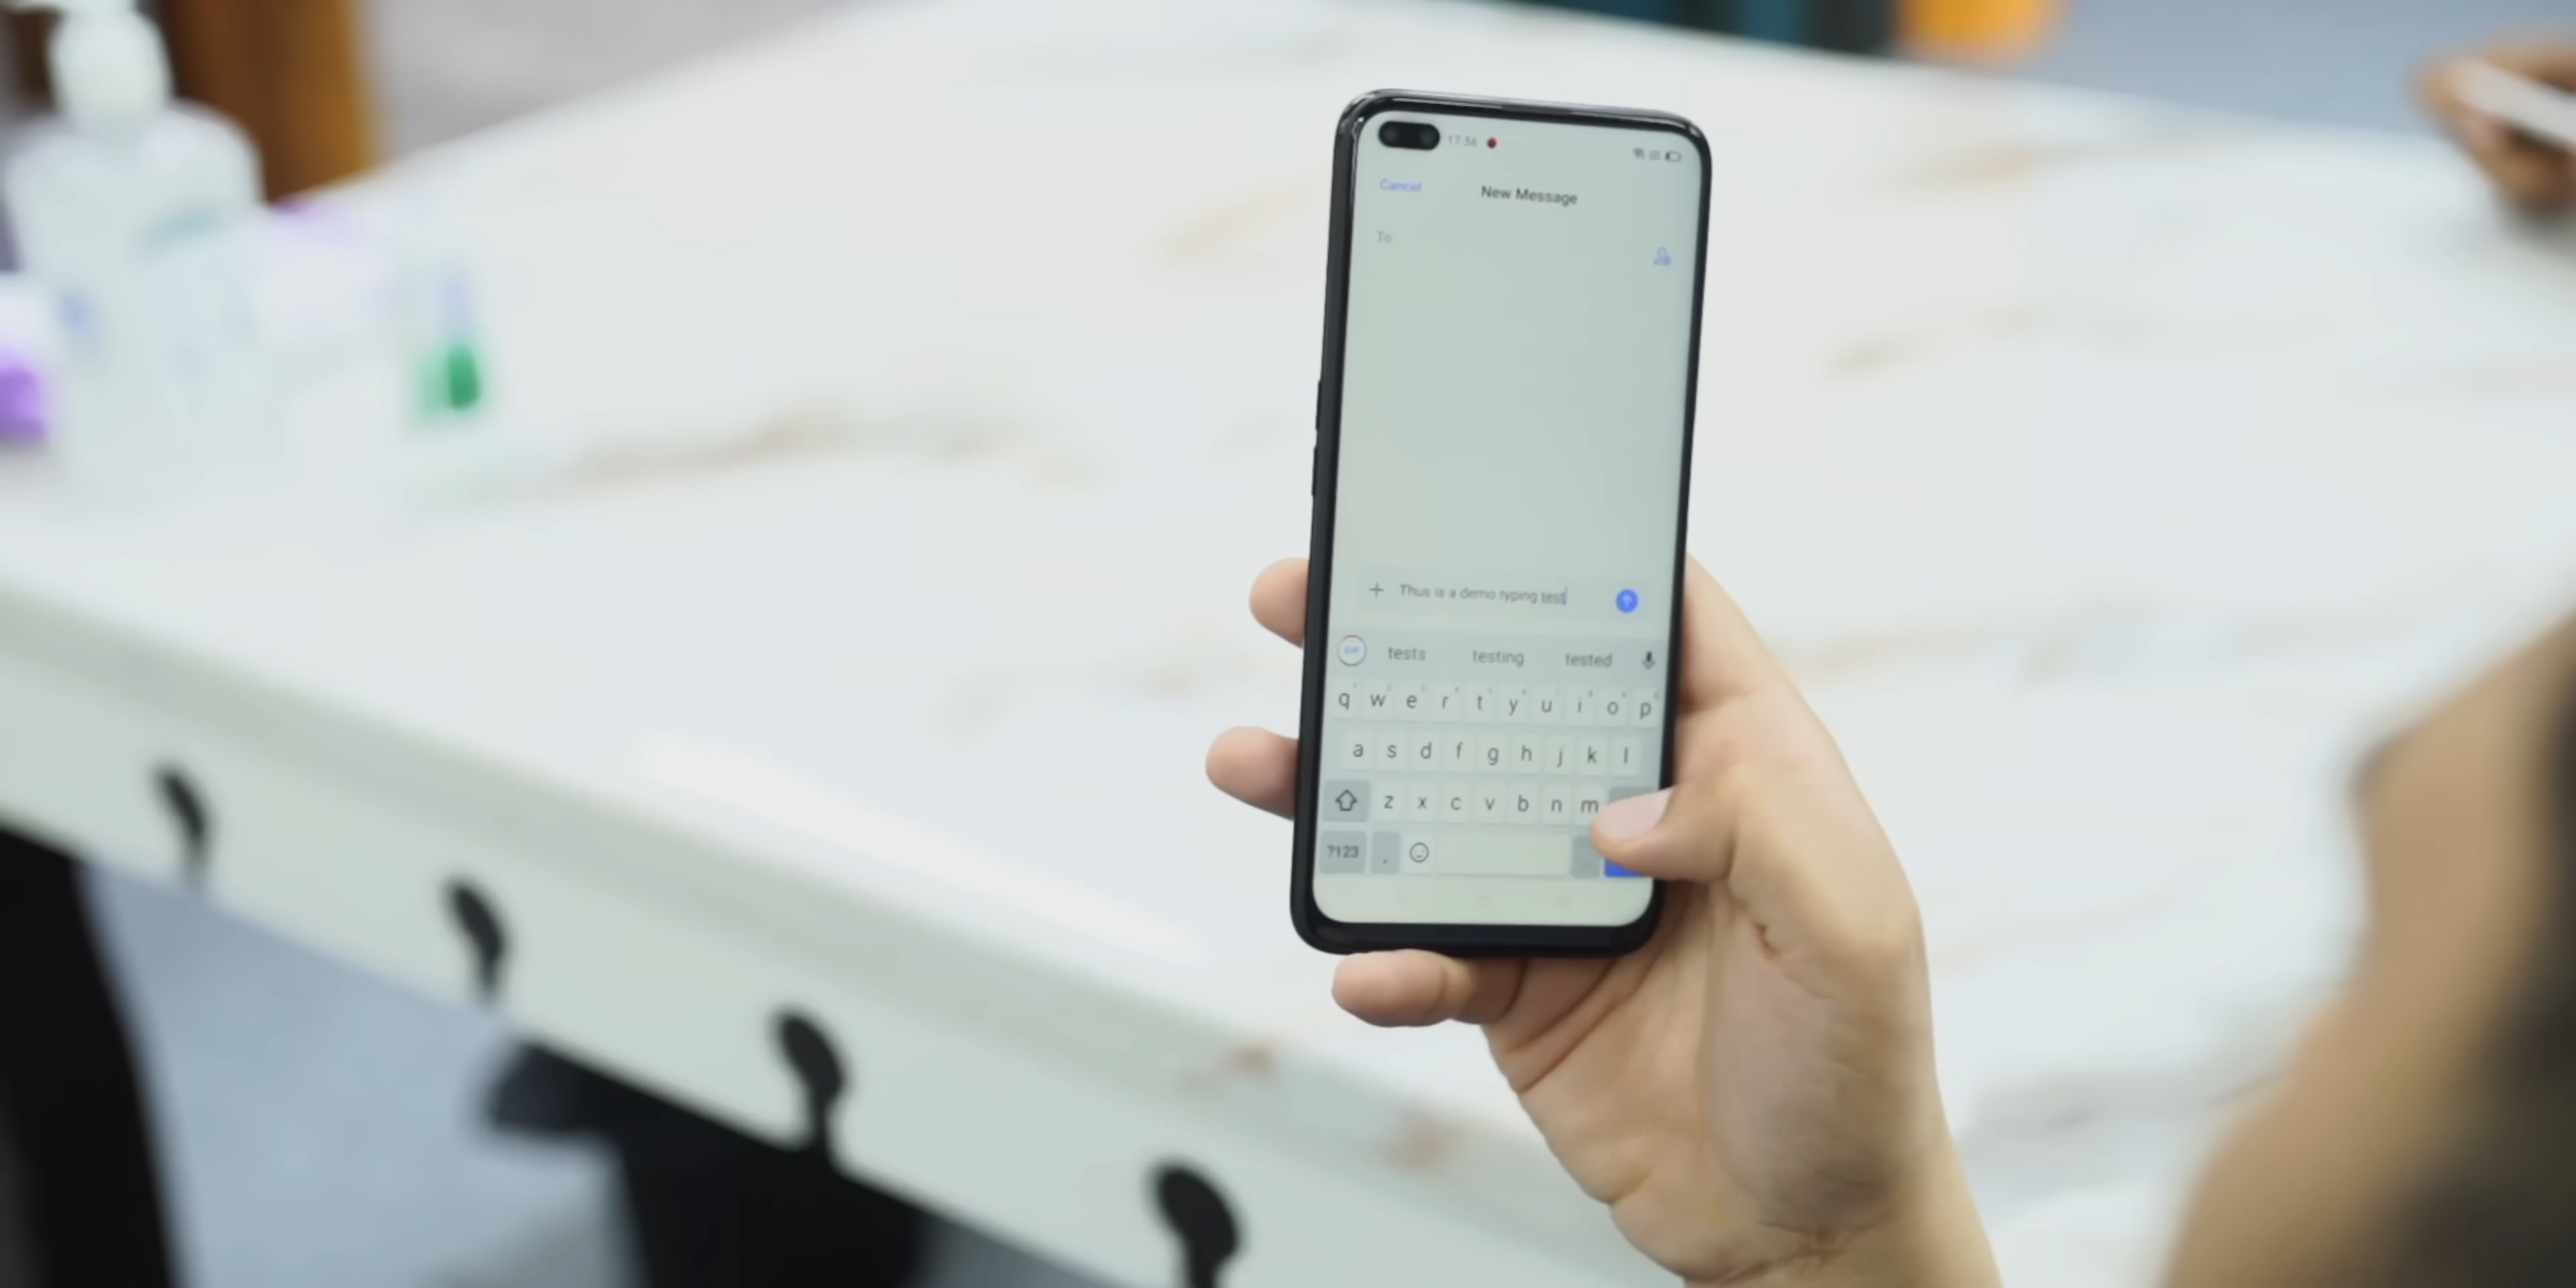 17:56
Cancel
New Message
To:
Thus is a demo typing test
tests testing tested
q w e r t y u i o p
a s d f g h j k l
z x c v b n m
?123 , .